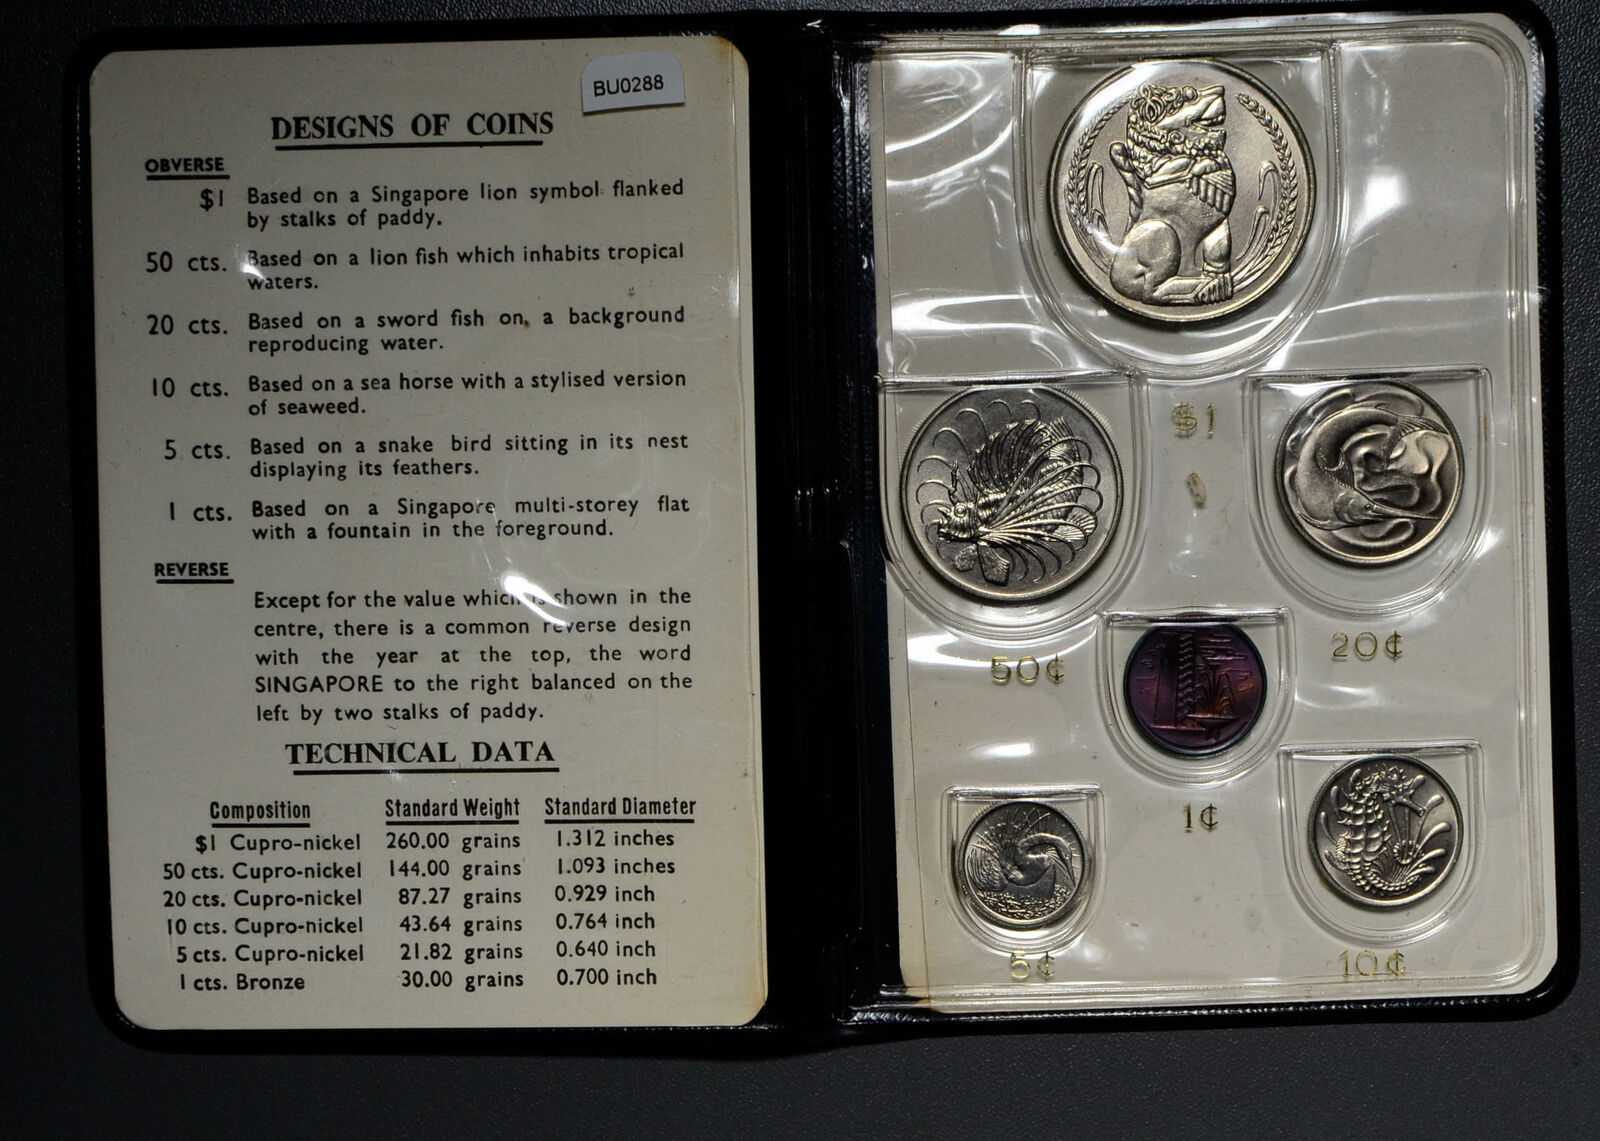 BU0288
DESIGNS OF COINS
OBVERSE
$1 Based on a Singapore lion symbol flanked
by stalks of paddy.
50 cts. Based on a lion fish which inhabits tropical
waters.
20 cts. Based on a sword fish on a background
reproducing water.
10 cts. Based on a sea horse with a stylised version
of seaweed.
5 cts. Based on a snake bird sitting in its nest
displaying its feathers.
1 cts. Based on a Singapore multi-storey flat
with a fountain in the foreground.
REVERSE
Except for the value which is shown in the
centre, there is a common reverse design
with the year at the top, the word
SINGAPORE to the right balanced on the
left by two stalks of paddy.
TECHNICAL DATA
Composition Standard Weight Standard Diameter
$1 Cupro-nickel 260.00 grains 1.312 inches
50 cts. Cupro-nickel 144.00 grains 1.093 inches
20 cts. Cupro-nickel 87.27 grains 0.929 inch
10 cts. Cupro-nickel 43.64 grains 0.764 inch
5 cts. Cupro-nickel 21.82 grains 0.640 inch
1 cts. Bronze 30.00 grains 0.700 inch
$1
50¢
20¢
1¢
5¢
10¢